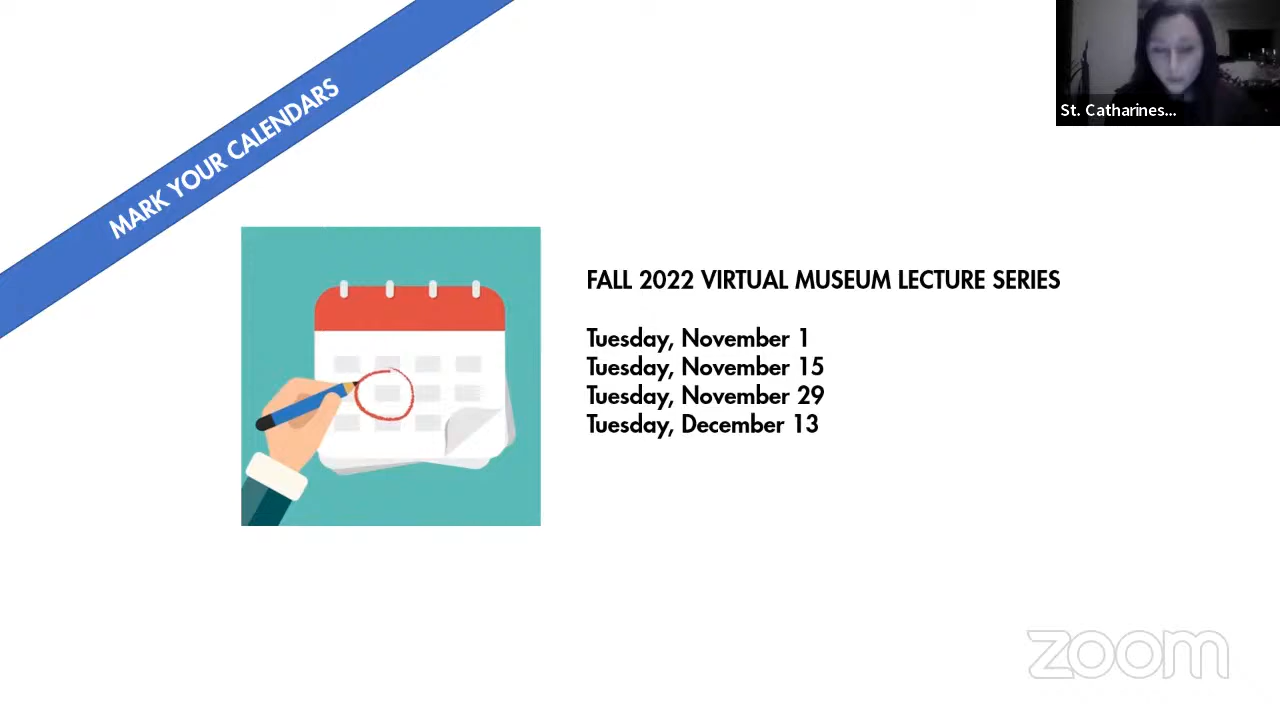 MARK YOUR CALENDARS
St. Catharines...
FALL 2022 VIRTUAL MUSEUM LECTURE SERIES
Tuesday, November 1
Tuesday, November 15
Tuesday, November 29
Tuesday, December 13
zoom